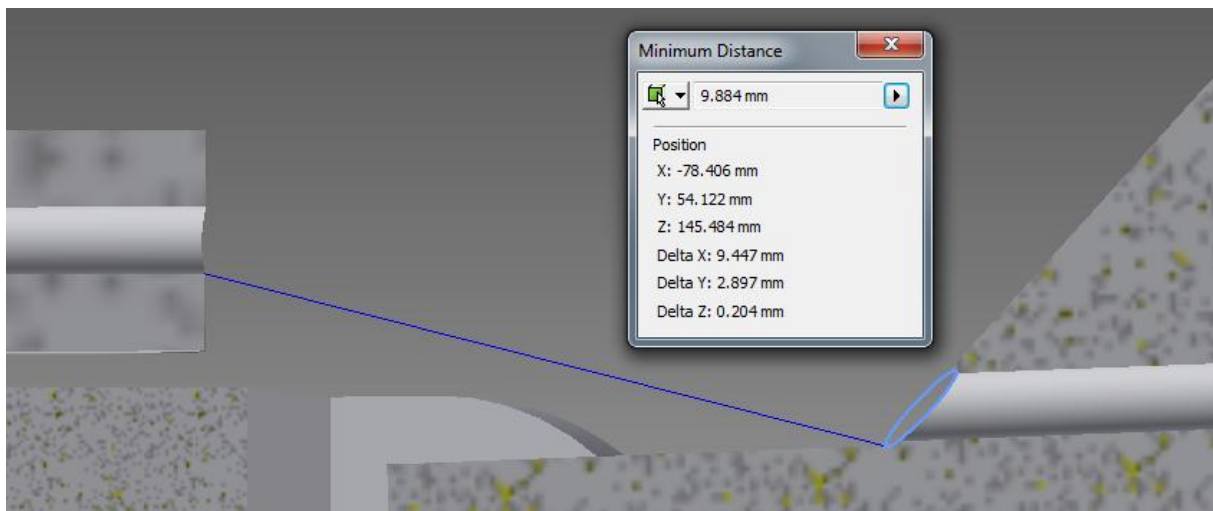 Minimum Distance
9.884 mm
Position
X: -78.406 mm
Y: 54.122 mm
Z: 145.484 mm
Delta X: 9.447 mm
Delta Y: 2.897 mm
Delta Z: 0.204 mm